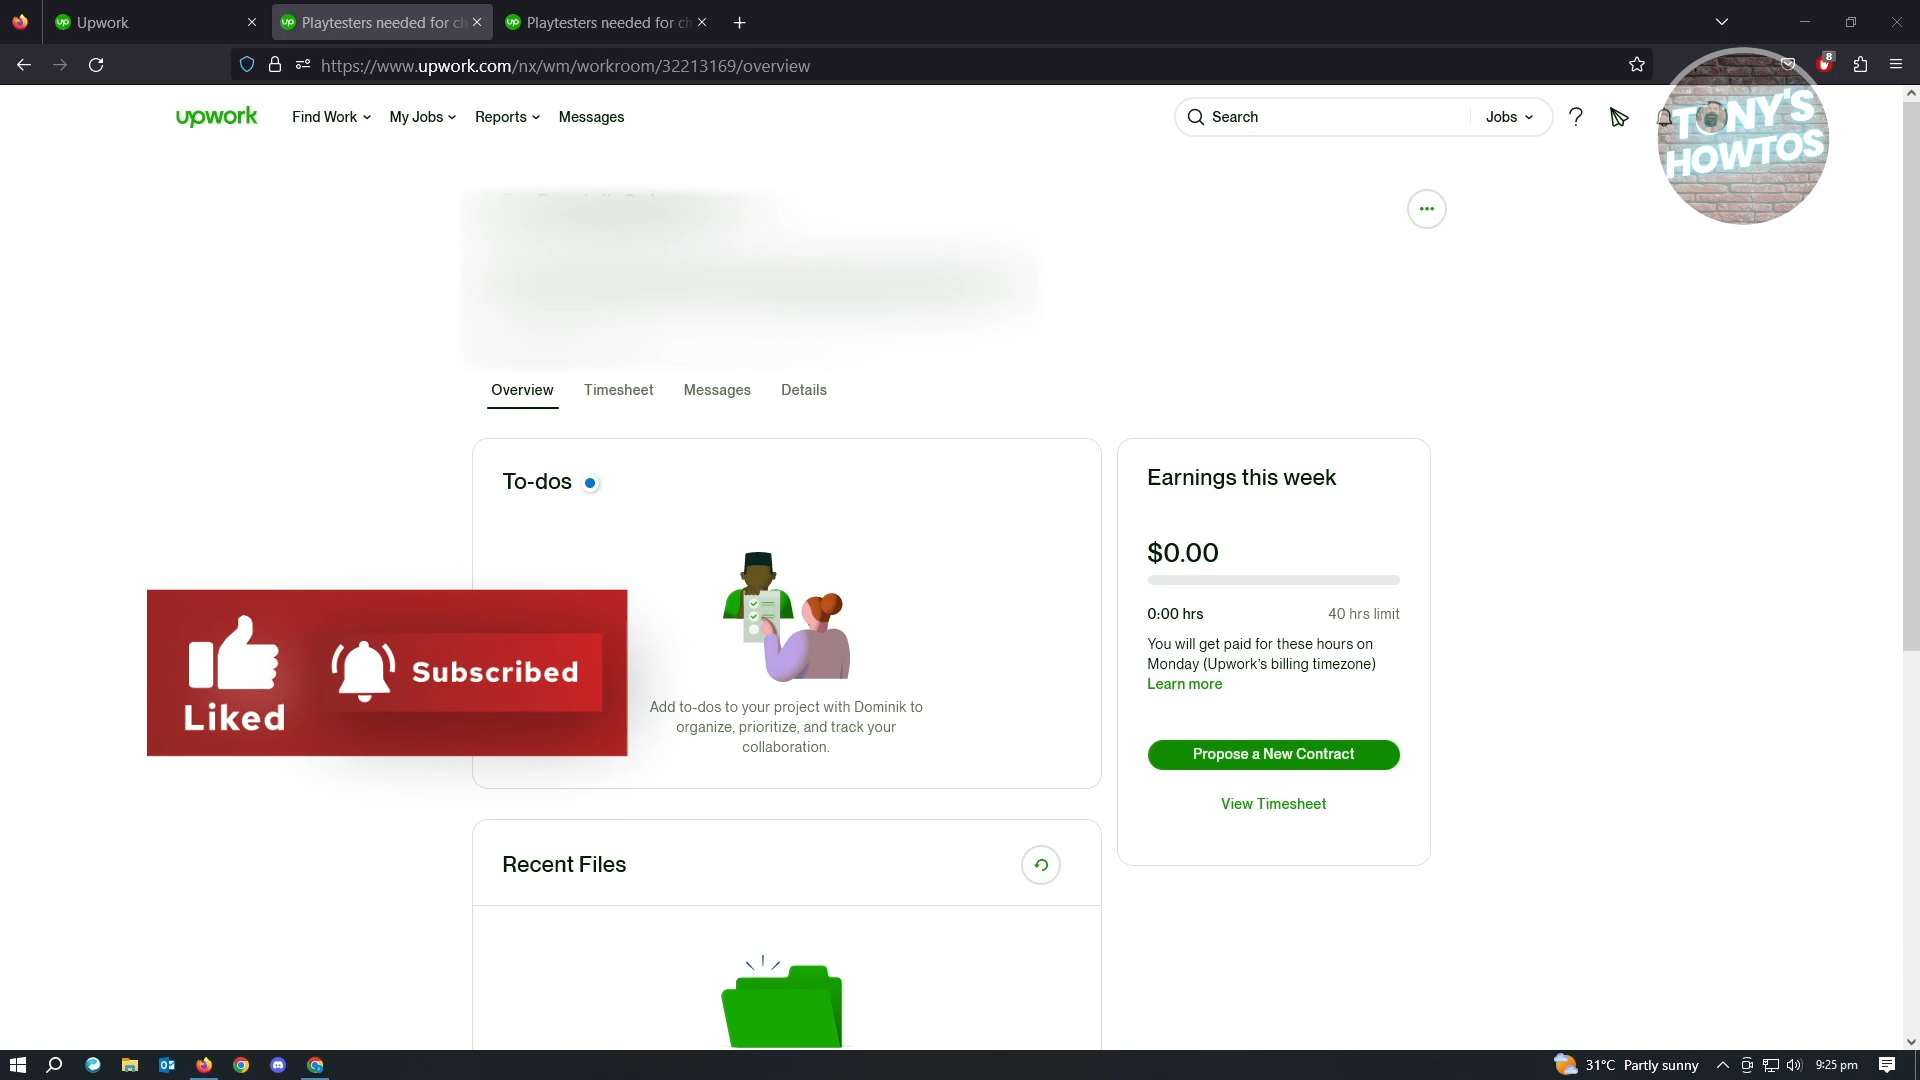 Upwork
Playtesters needed for ch
Playtesters needed for ch
https://www.upwork.com/nx/wm/workroom/32213169/overview
8
upwork
Find Work
My Jobs
Reports
Messages
Search
Jobs
TONY'S
HOWTOS
Overview
Timesheet
Messages
Details
To-dos
Add to-dos to your project with Dominik to
organize, prioritize, and track your
collaboration.
Earnings this week
$0.00
0:00 hrs
40 hrs limit
You will get paid for these hours on
Monday (Upwork's billing timezone)
Learn more
Propose a New Contract
View Timesheet
Liked
Subscribed
Recent Files
31°C Partly sunny
9:25 pm